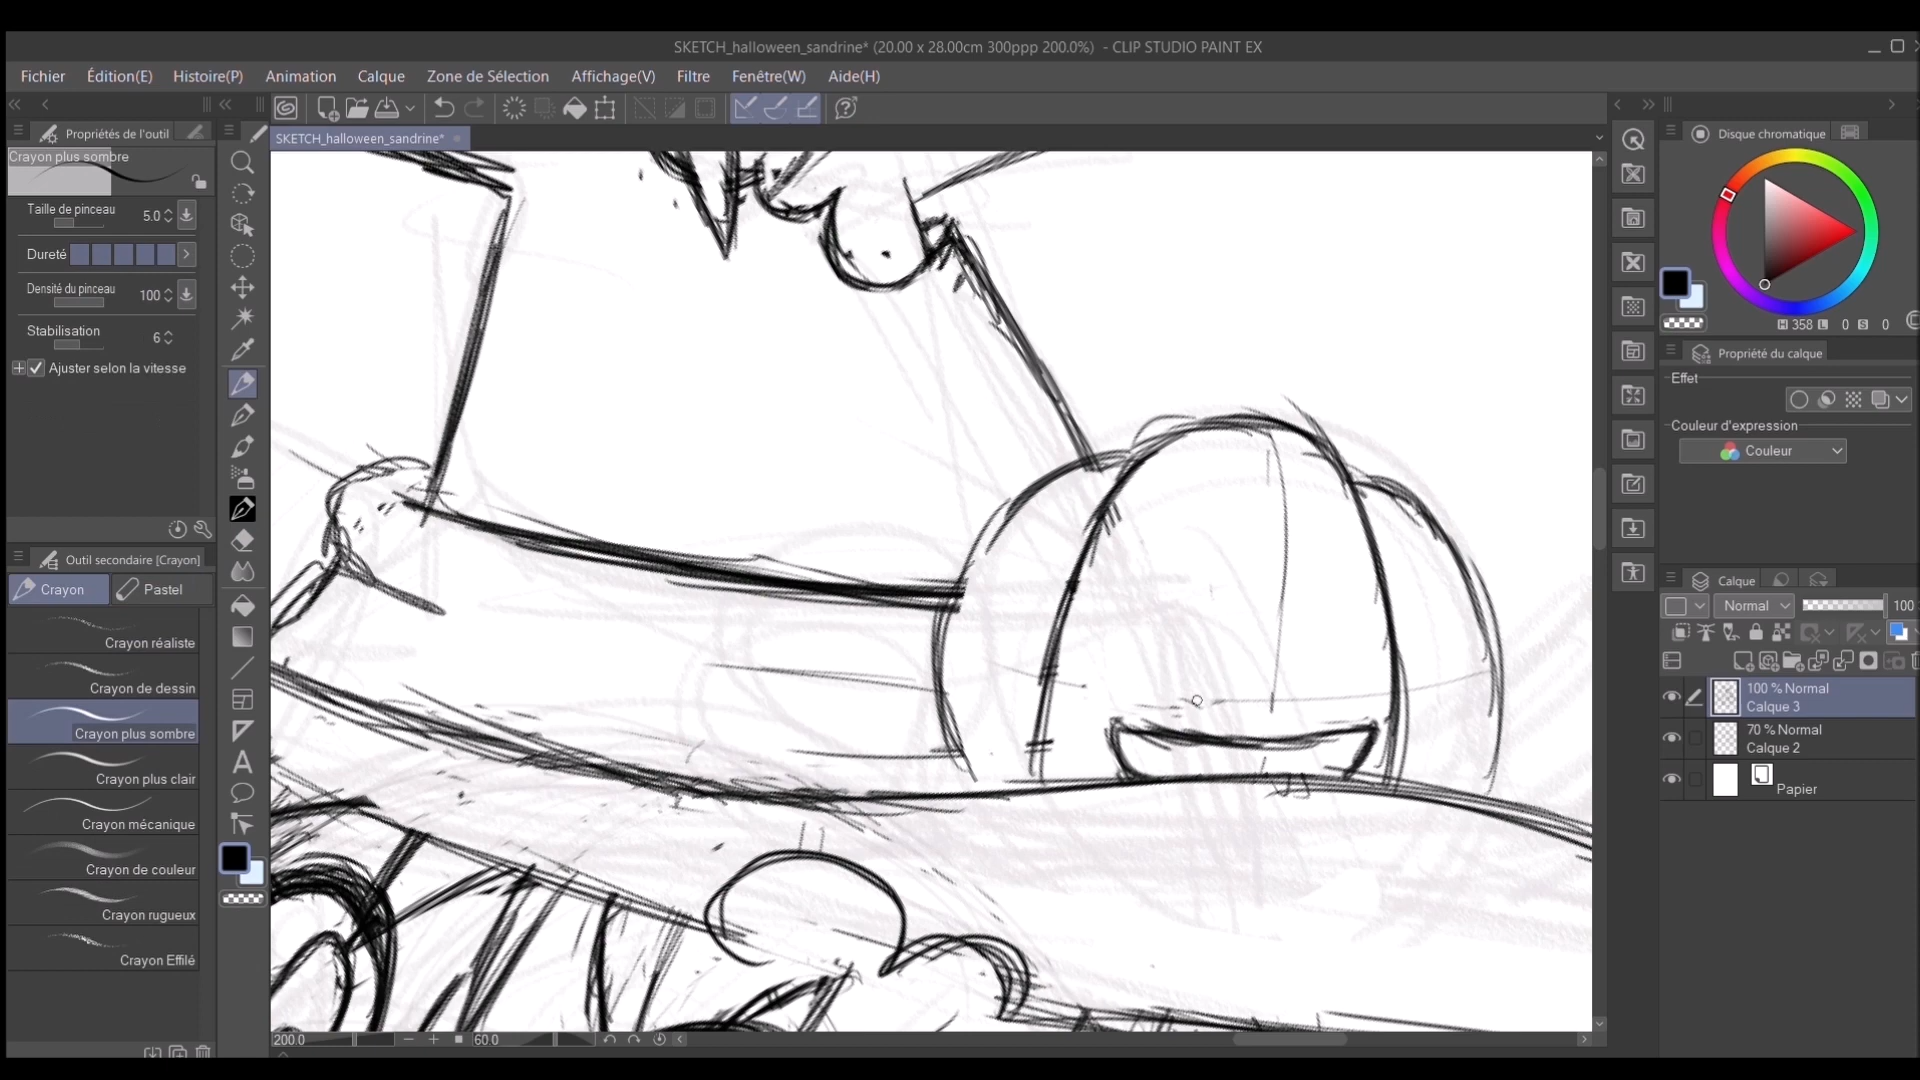 SKETCH_halloween_sandrine* (20.00 x 28.00cm 300ppp 200.0%) - CLIP STUDIO PAINT EX
Fichier Édition(E) Histoire(P) Animation Calque Zone de Sélection Affichage(V) Filtre Fenêtre(W) Aide(H)
Propriétés de l'outil
SKETCH_halloween_sandrine*
Crayon plus sombre
Taille de pinceau 5.0
Dureté
Densité du pinceau 100
Stabilisation 6
Ajuster selon la vitesse
Outil secondaire [Crayon]
Crayon Pastel
Crayon réaliste
Crayon de dessin
Crayon plus sombre
Crayon plus clair
Crayon mécanique
Crayon de couleur
Crayon rugueux
Crayon Effilé
200.0 60.0
Disque chromatique
H 358 L 0 S 0
Propriété du calque
Effet
Couleur d'expression
Couleur
Calque
Normal 100
100 % Normal
Calque 3
70 % Normal
Calque 2
Papier